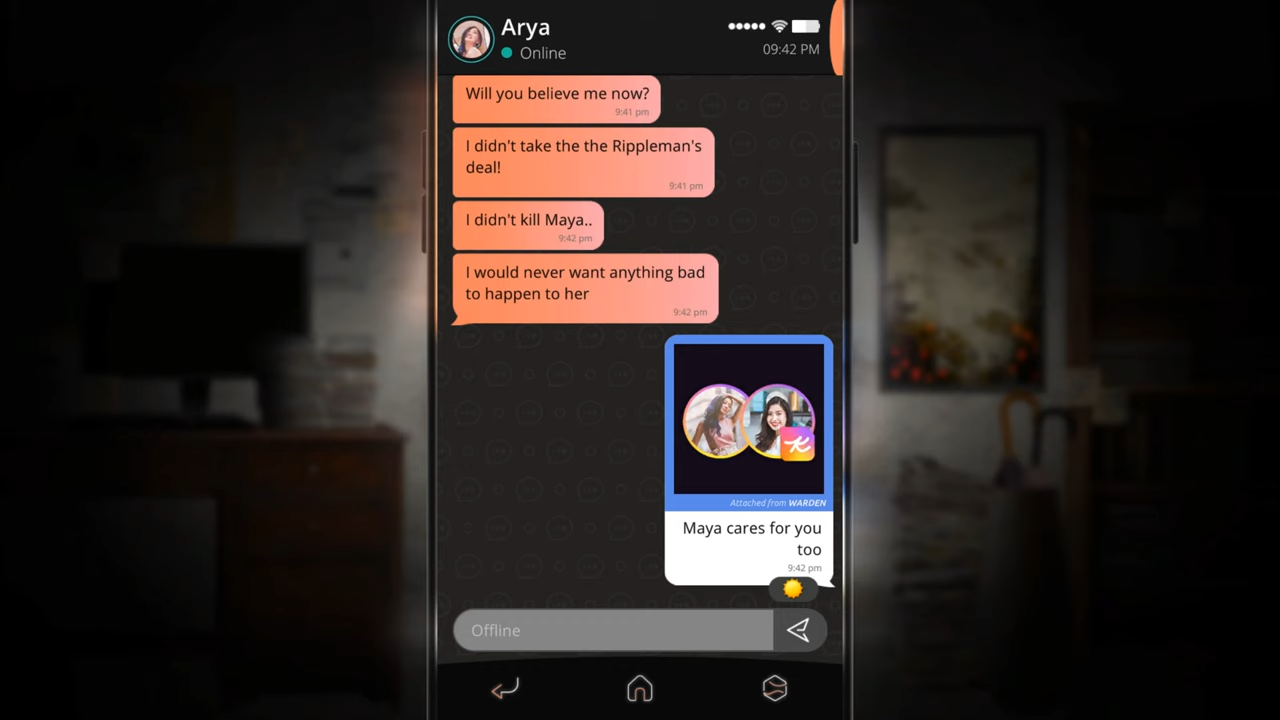 Arya
Online
09:42 PM
Will you believe me now?
9:41 pm
I didn't take the the Rippleman's
deal!
9:41 pm
I didn't kill Maya..
9:42 pm
I would never want anything bad
to happen to her
9:42 pm
Attached from WARDEN
Maya cares for you
too
9:42 pm
Offline